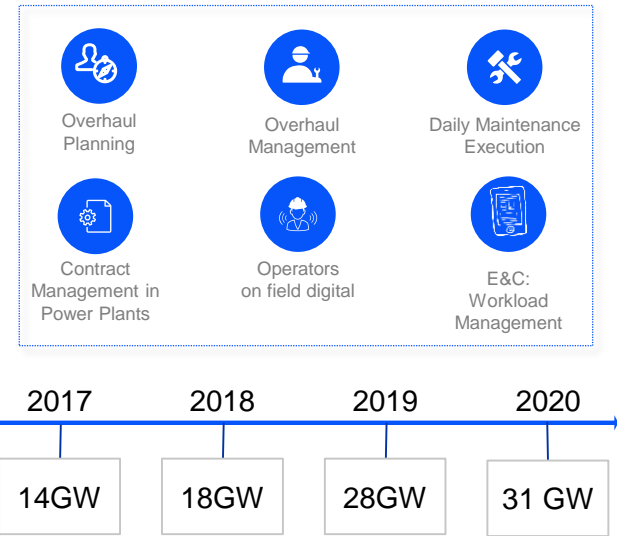 Overhaul
Planning
Overhaul
Management
Daily Maintenance
Execution
Contract
Management in
Power Plants
Operators
on field digital
E&C:
Workload
Management
2017
2018
2019
2020
14GW
18GW
28GW
31 GW